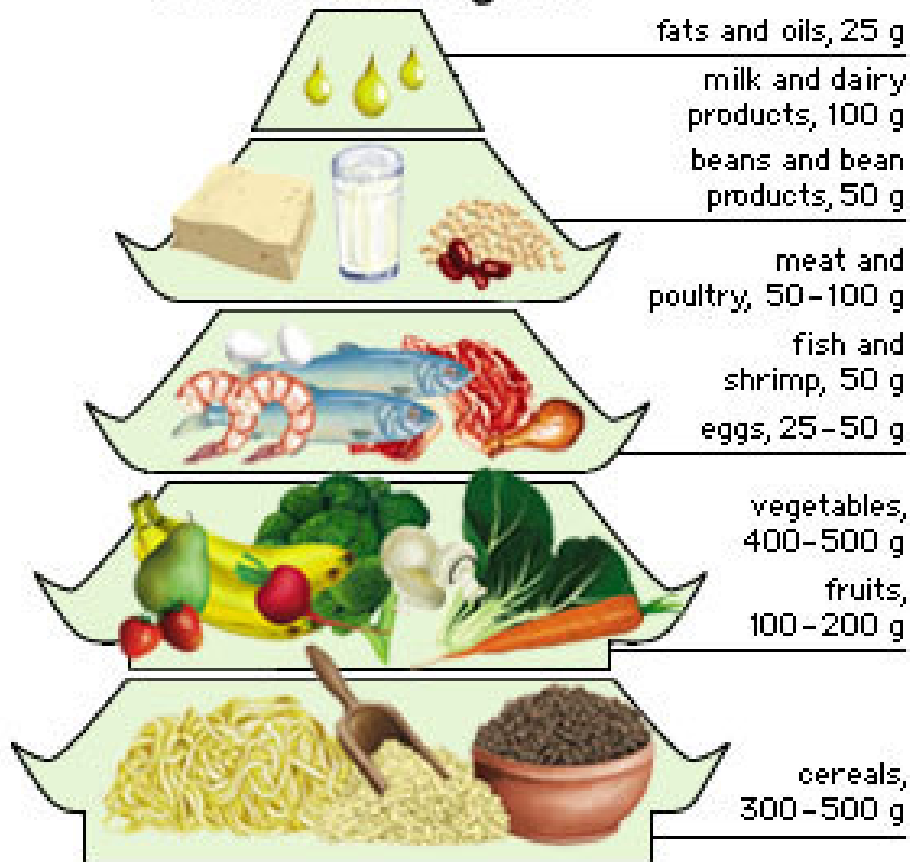 fats and oils, 25 g
milk and dairy
products, 100 g
beans and bean
products, 50 g
meat and
poultry, 50–100 g
fish and
shrimp, 50 g
eggs, 25–50 g
vegetables,
400–500 g
fruits,
100–200 g
cereals,
300–500 g